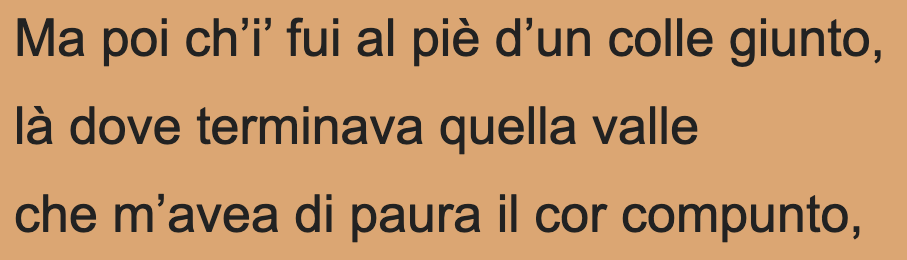 Ma poi ch’i’ fui al piè d’un colle giunto,
là dove terminava quella valle
che m’avea di paura il cor compunto,